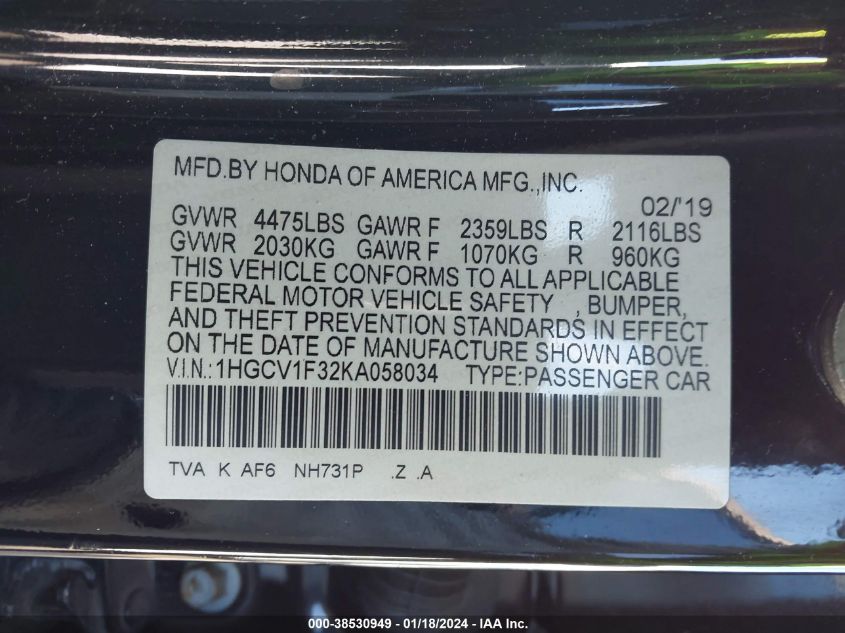 MFD.BY HONDA OF AMERICA MFG.,INC.
02/'19
GVWR 4475LBS GAWR F 2359LBS R 2116LBS
GVWR 2030KG GAWR F 1070KG R 960KG
THIS VEHICLE CONFORMS TO ALL APPLICABLE
FEDERAL MOTOR VEHICLE SAFETY , BUMPER,
AND THEFT PREVENTION STANDARDS IN EFFECT
ON THE DATE OF MANUFACTURE SHOWN ABOVE.
V.I.N.:1HGCV1F32KA058034 TYPE:PASSENGER CAR
TVA K AF6 NH731P .Z .A
000-38530949 - 01/18/2024 - IAAI.COM